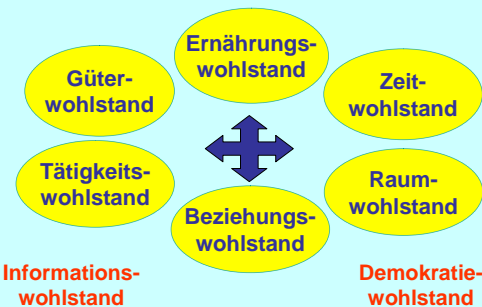 Ernährungs-
wohlstand
Güter-
wohlstand
Zeit-
wohlstand
Tätigkeits-
wohlstand
Raum-
wohlstand
Beziehungs-
wohlstand
Informations-
wohlstand
Demokratie-
wohlstand